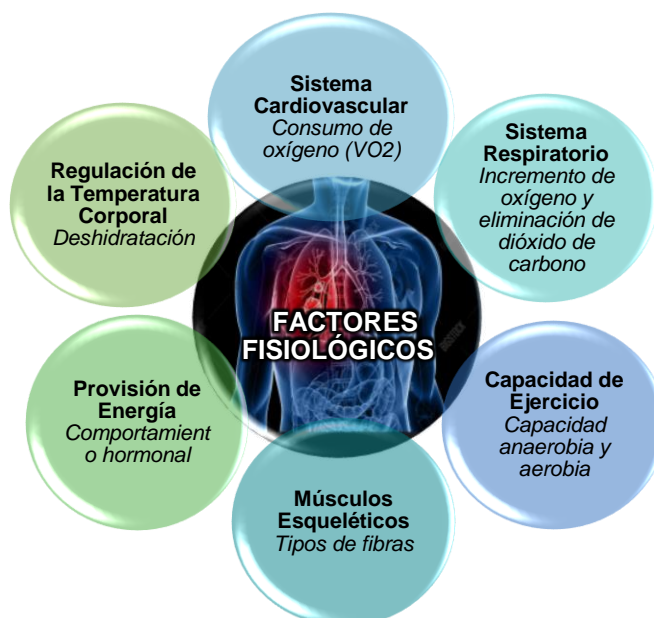 Sistema
Cardiovascular
Consumo de
oxígeno (VO2)
Sistema
Respiratorio
Incremento de
oxígeno y
eliminación de
dióxido de
carbono
Capacidad de
Ejercicio
Capacidad
anaerobia y
aerobia
Músculos
Esqueléticos
Tipos de fibras
Provisión de
Energía
Comportamient
o hormonal
Regulación de
la Temperatura
Corporal
Deshidratación
FACTORES
FISIOLÓGICOS